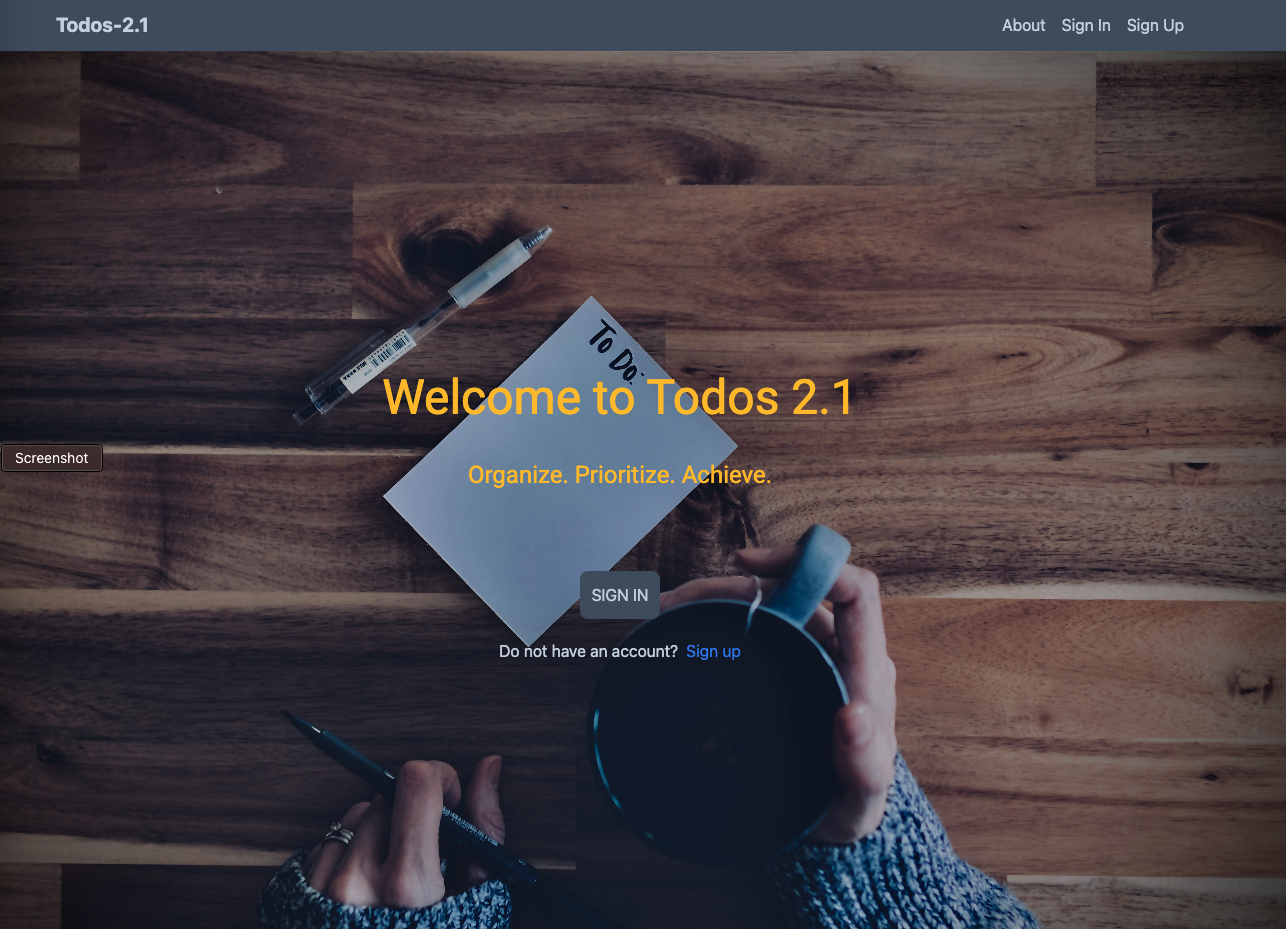 Todos-2.1
About Sign In Sign Up
To Do:
Welcome to Todos 2.1
Screenshot
Organize. Prioritize. Achieve.
SIGN IN
Do not have an account? Sign up